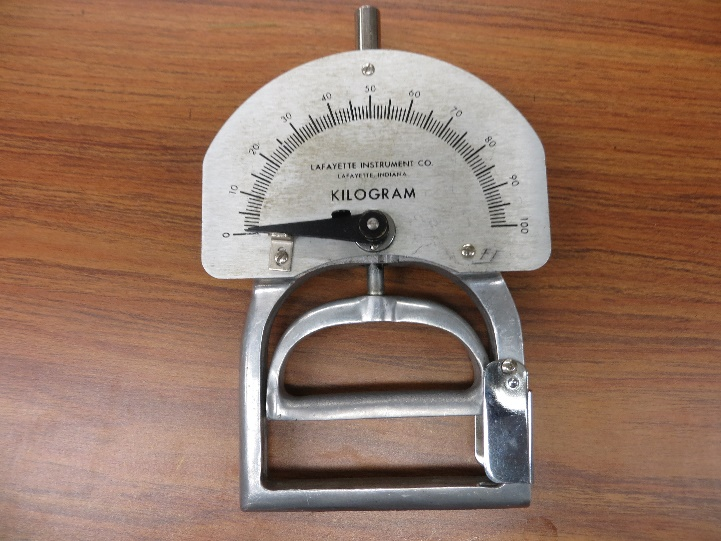 0 10 20 30 40 50 60 70 80 90 100
LAFAYETTE INSTRUMENT CO.
LAFAYETTE, INDIANA
KILOGRAM